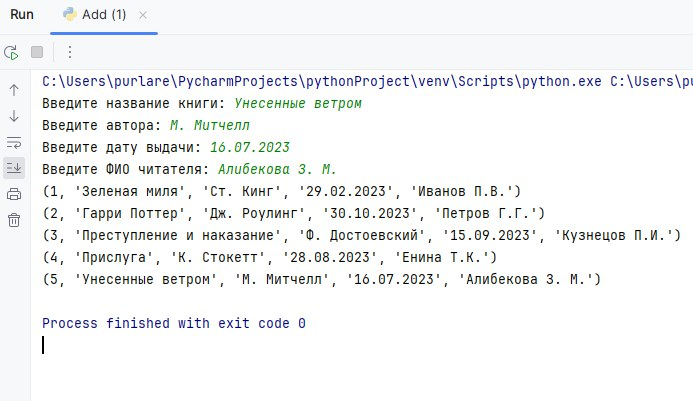 Run Add (1)
C:\Users\purlare\PycharmProjects\pythonProject\venv\Scripts\python.exe C:\Users\pu
Введите название книги: Унесенные ветром
Введите автора: М. Митчелл
Введите дату выдачи: 16.07.2023
Введите ФИО читателя: Алибекова З. М.
(1, 'Зеленая миля', 'Ст. Кинг', '29.02.2023', 'Иванов П.В.')
(2, 'Гарри Поттер', 'Дж. Роулинг', '30.10.2023', 'Петров Г.Г.')
(3, 'Преступление и наказание', 'Ф. Достоевский', '15.09.2023', 'Кузнецов П.И.')
(4, 'Прислуга', 'К. Стокетт', '28.08.2023', 'Енина Т.К.')
(5, 'Унесенные ветром', 'М. Митчелл', '16.07.2023', 'Алибекова З. М.')
Process finished with exit code 0